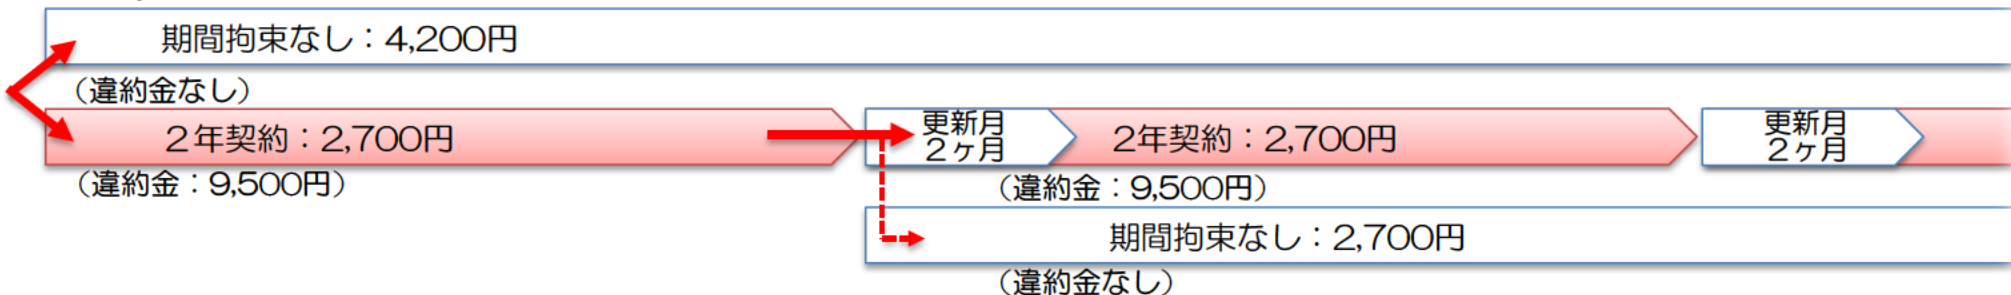 期間拘束なし：4,200円
（違約金なし）
２年契約：2,700円
更新月
２ヶ月
２年契約：2,700円
更新月
２ヶ月
（違約金：9,500円）
（違約金：9,500円）
期間拘束なし：2,700円
（違約金なし）